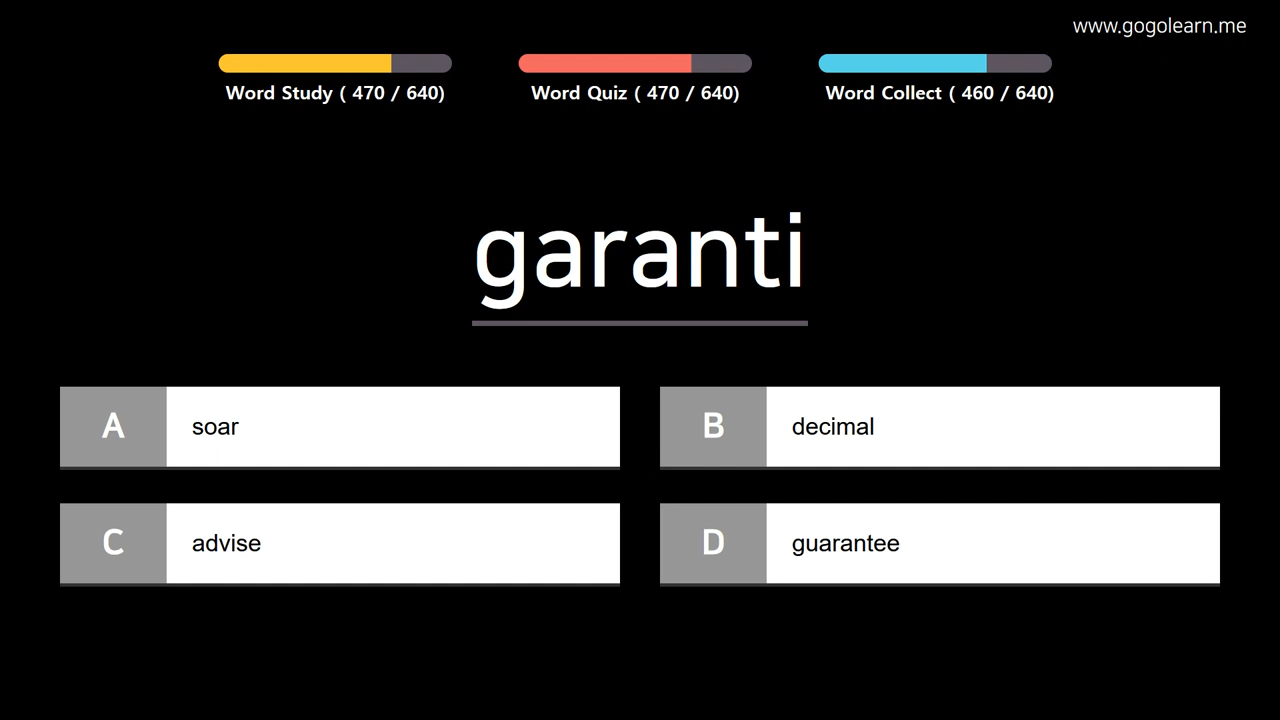 www.gogolearn.me
Word Study ( 470 / 640)
Word Quiz ( 470 / 640)
Word Collect ( 460 / 640)
garanti
A soar
B decimal
C advise
D guarantee